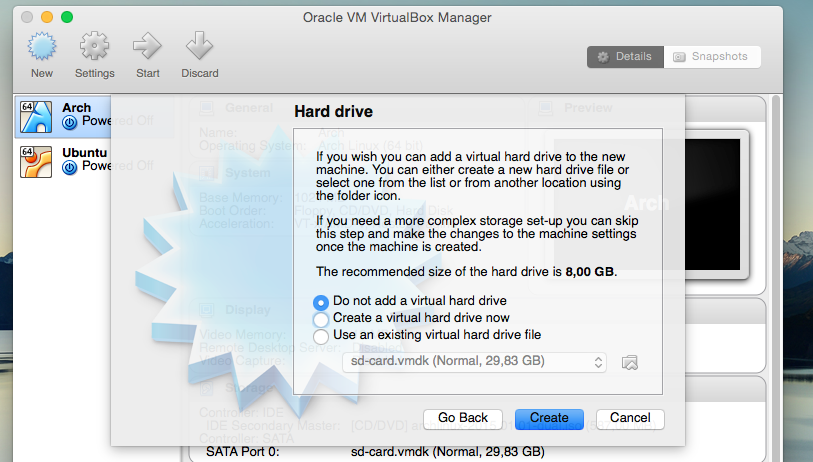 Oracle VM VirtualBox Manager
New
Settings
Start
Discard
Details
Snapshots
64
Arch
Powered Off
64
Ubuntu
Powered Off
General
Name: Arch
Operating System: Arch Linux (64 bit)
System
Base Memory:
Boot Order: Floppy, CD/DVD, Hard Disk
Acceleration:
Display
Video Memory:
Remote Desktop Server:
Video Capture:
Storage
Controller: IDE
IDE Secondary Master: [CD/DVD]
Controller: SATA
SATA Port 0: sd-card.vmdk (Normal, 29,83 GB)
Preview
Arch
Hard drive
If you wish you can add a virtual hard drive to the new
machine. You can either create a new hard drive file or
select one from the list or from another location using
the folder icon.
If you need a more complex storage set-up you can skip
this step and make the changes to the machine settings
once the machine is created.
The recommended size of the hard drive is 8,00 GB.
Do not add a virtual hard drive
Create a virtual hard drive now
Use an existing virtual hard drive file
sd-card.vmdk (Normal, 29,83 GB)
Go Back
Create
Cancel